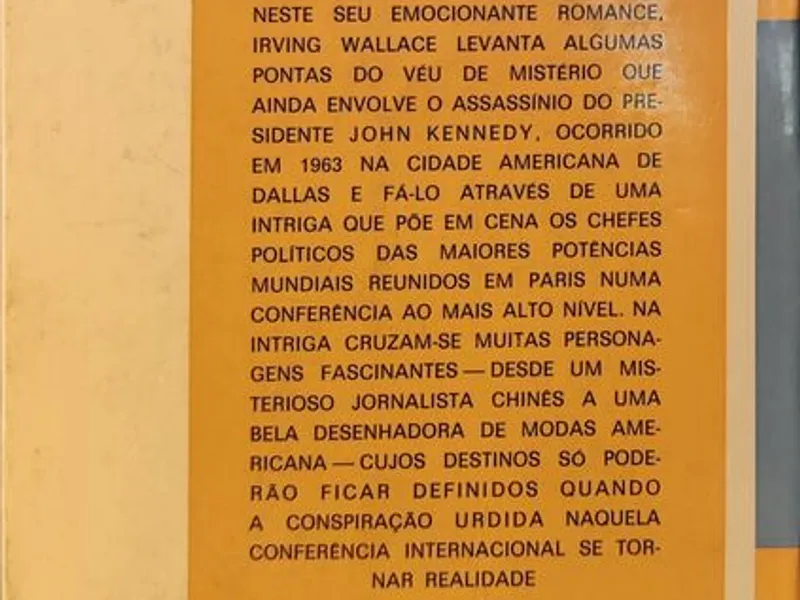 NESTE SEU EMOCIONANTE ROMANCE,
IRVING WALLACE LEVANTA ALGUMAS
PONTAS DO VÉU DE MISTÉRIO QUE
AINDA ENVOLVE O ASSASSÍNIO DO PRE-
SIDENTE JOHN KENNEDY, OCORRIDO
EM 1963 NA CIDADE AMERICANA DE
DALLAS E FÁ-LO ATRAVÉS DE UMA
INTRIGA QUE PÕE EM CENA OS CHEFES
POLÍTICOS DAS MAIORES POTÊNCIAS
MUNDIAIS REUNIDOS EM PARIS NUMA
CONFERÊNCIA AO MAIS ALTO NÍVEL. NA
INTRIGA CRUZAM-SE MUITAS PERSONA-
GENS FASCINANTES — DESDE UM MIS-
TERIOSO JORNALISTA CHINÊS A UMA
BELA DESENHADORA DE MODAS AME-
RICANA — CUJOS DESTINOS SÓ PODE-
RÃO FICAR DEFINIDOS QUANDO
A CONSPIRAÇÃO URDIDA NAQUELA
CONFERÊNCIA INTERNACIONAL SE TOR-
NAR REALIDADE